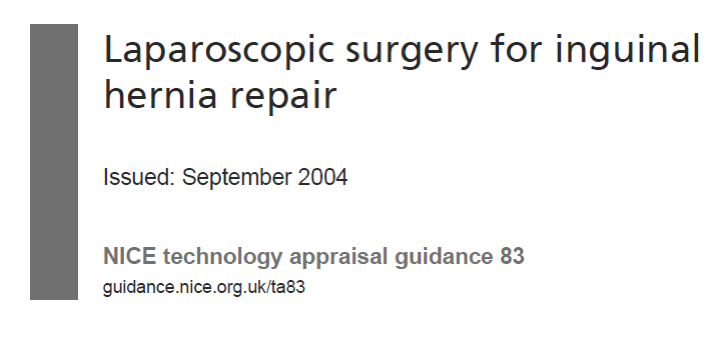 Laparoscopic surgery for inguinal
hernia repair
Issued: September 2004
NICE technology appraisal guidance 83
guidance.nice.org.uk/ta83